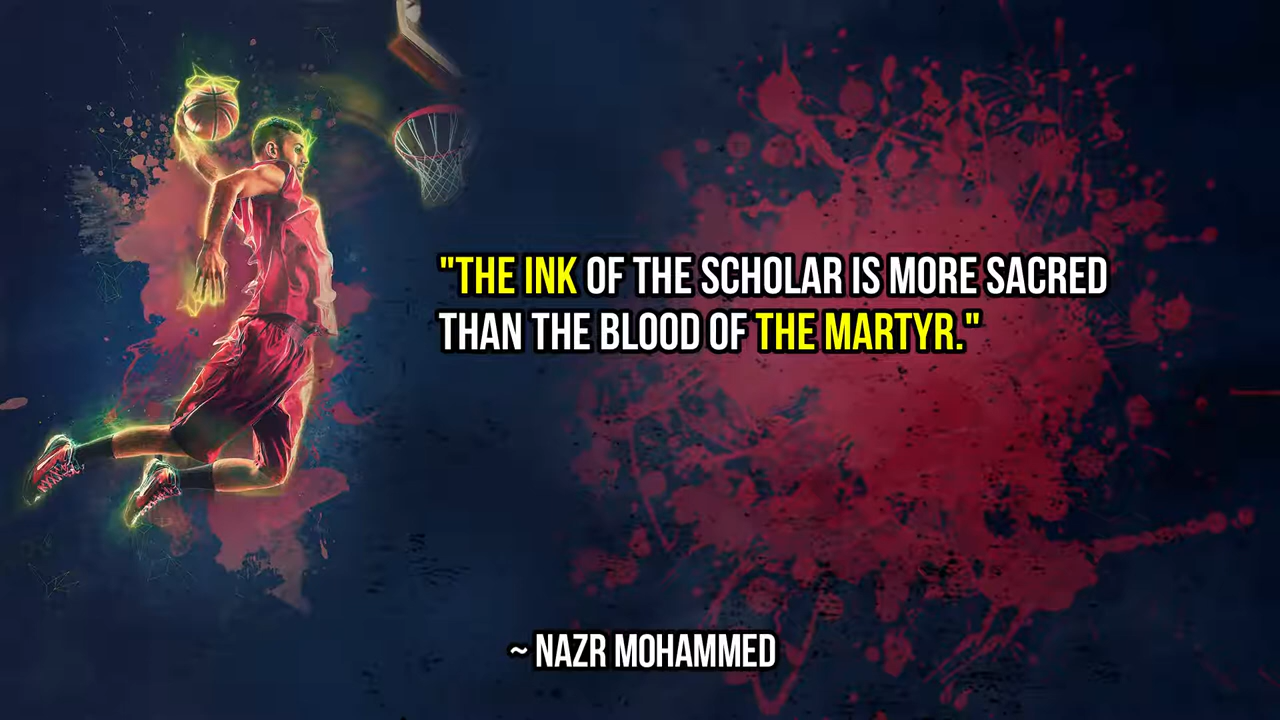 "THE INK OF THE SCHOLAR IS MORE SACRED
THAN THE BLOOD OF THE MARTYR."
~ NAZR MOHAMMED